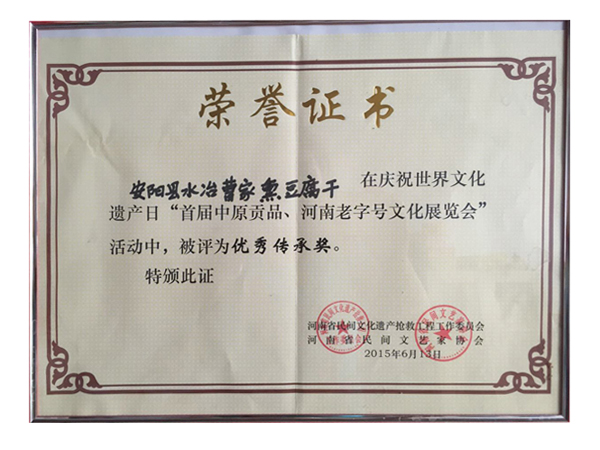 荣誉证书
安阳县水冶曹家熏豆腐干在庆祝世界文化
遗产日“首届中原贡品、河南老字号文化展览会”
活动中，被评为优秀传承奖。
特颁此证
河南省民间文化遗产抢救工程工作委员会
河南省民间文艺家协会
2015年6月13日